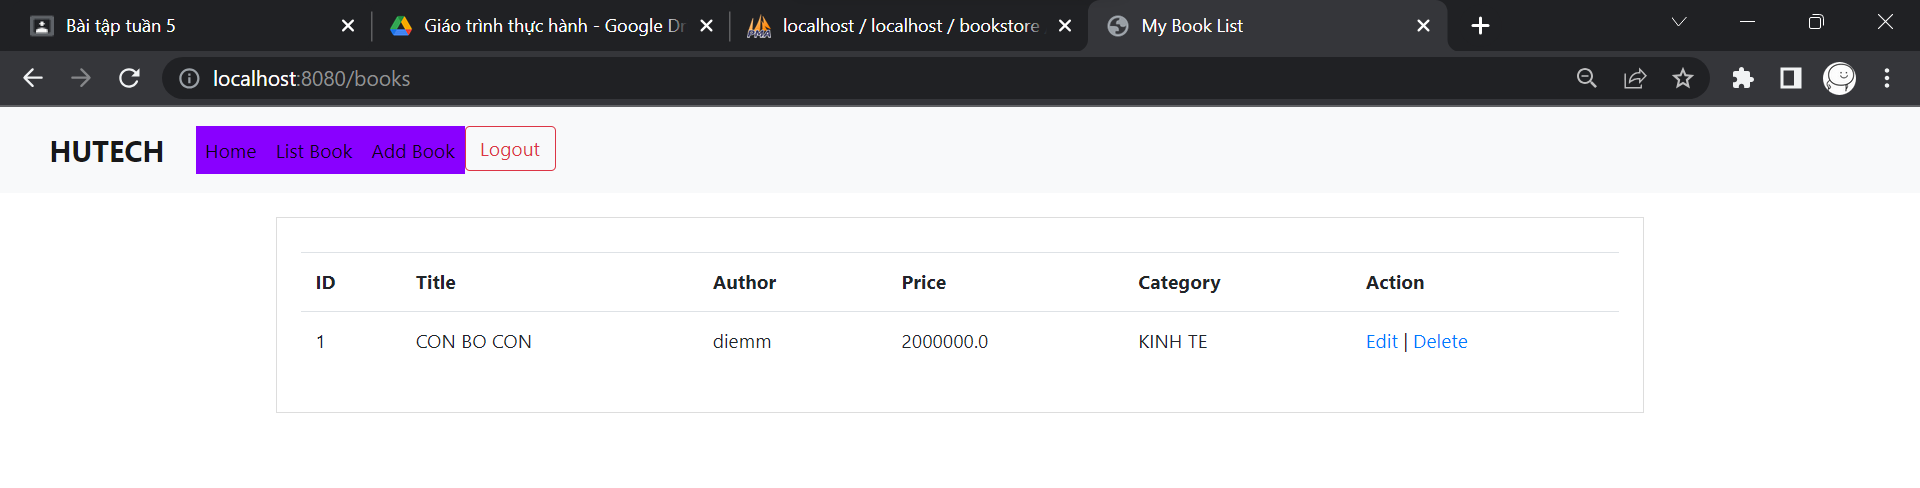 Bài tập tuần 5
Giáo trình thực hành - Google Dr
localhost / localhost / bookstore
My Book List
localhost:8080/books
HUTECH Home List Book Add Book Logout
ID Title Author Price Category Action
1 CON BO CON diemm 2000000.0 KINH TE Edit | Delete